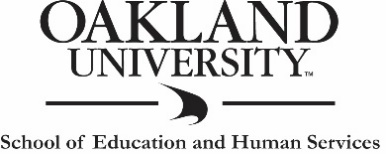 OAKLAND
UNIVERSITY™
School of Education and Human Services